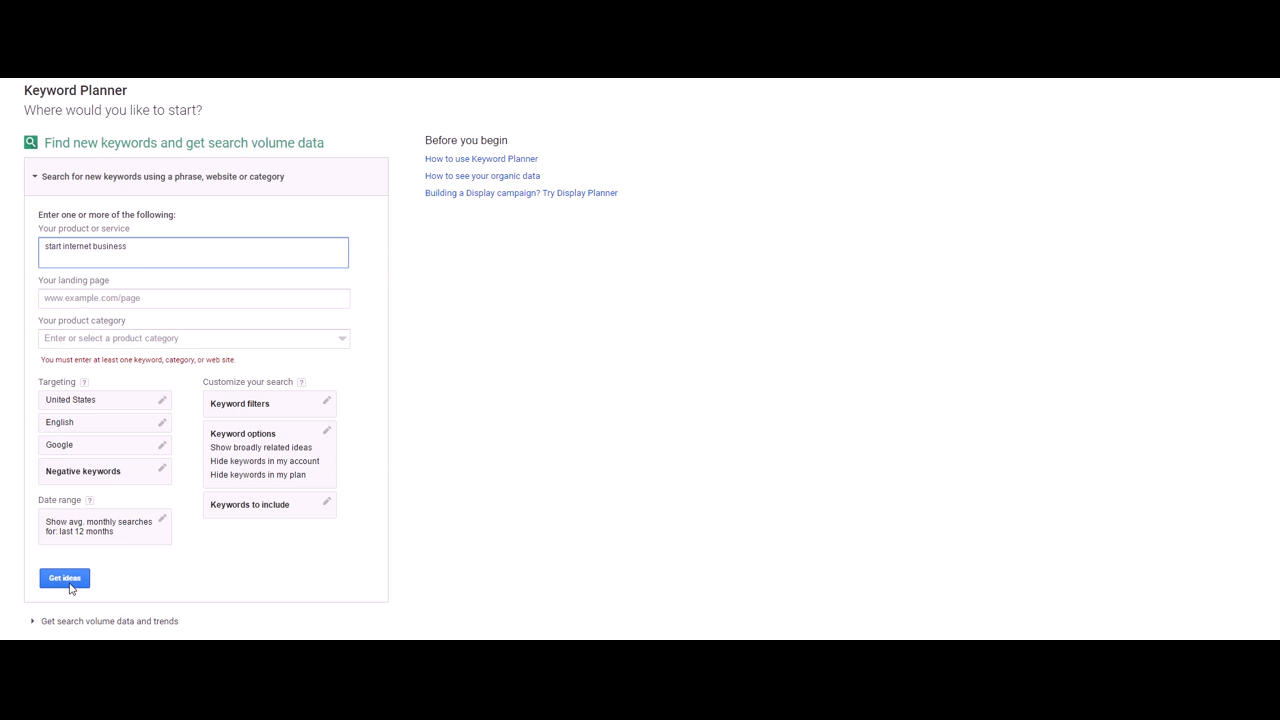 Keyword Planner
Where would you like to start?
Find new keywords and get search volume data
Search for new keywords using a phrase, website or category
Enter one or more of the following:
Your product or service
start internet business
Your landing page
www.example.com/page
Your product category
Enter or select a product category
You must enter at least one keyword, category, or web site.
Targeting ?
United States
English
Google
Negative keywords
Date range ?
Show avg. monthly searches
for: last 12 months
Customize your search ?
Keyword filters
Keyword options
Show broadly related ideas
Hide keywords in my account
Hide keywords in my plan
Keywords to include
Get ideas
Get search volume data and trends
Before you begin
How to use Keyword Planner
How to see your organic data
Building a Display campaign? Try Display Planner